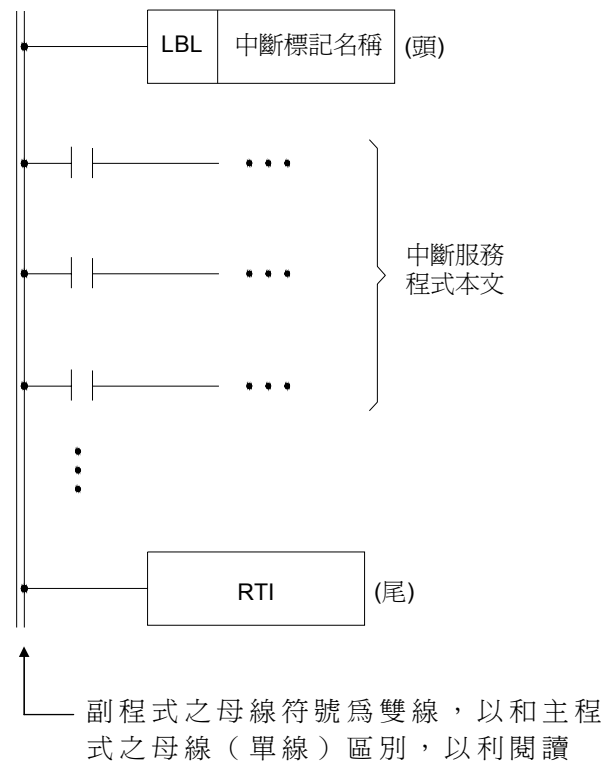 LBL 中斷標記名稱 (頭)
中斷服務
程式本文
RTI (尾)
副程式之母線符號爲雙線，以和主程
式之母線（單線）區別，以利閱讀